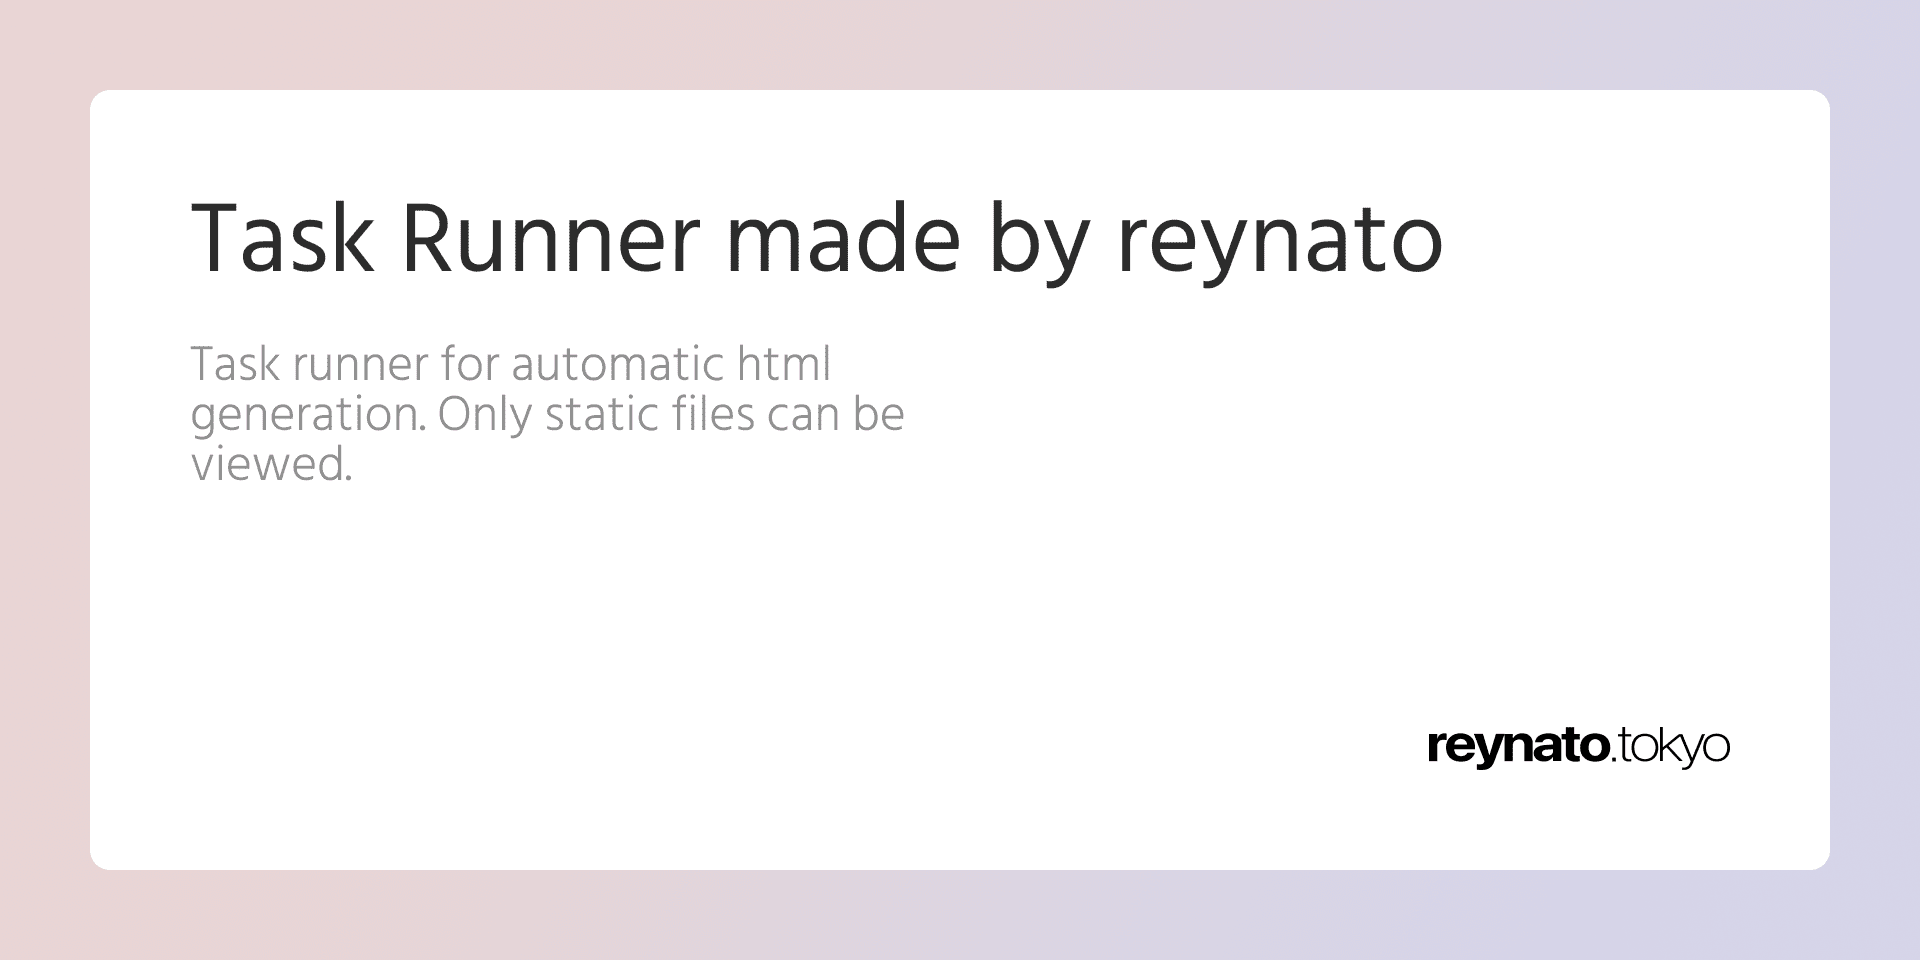 Task Runner made by reynato
Task runner for automatic html
generation. Only static files can be
viewed.
reynato.tokyo